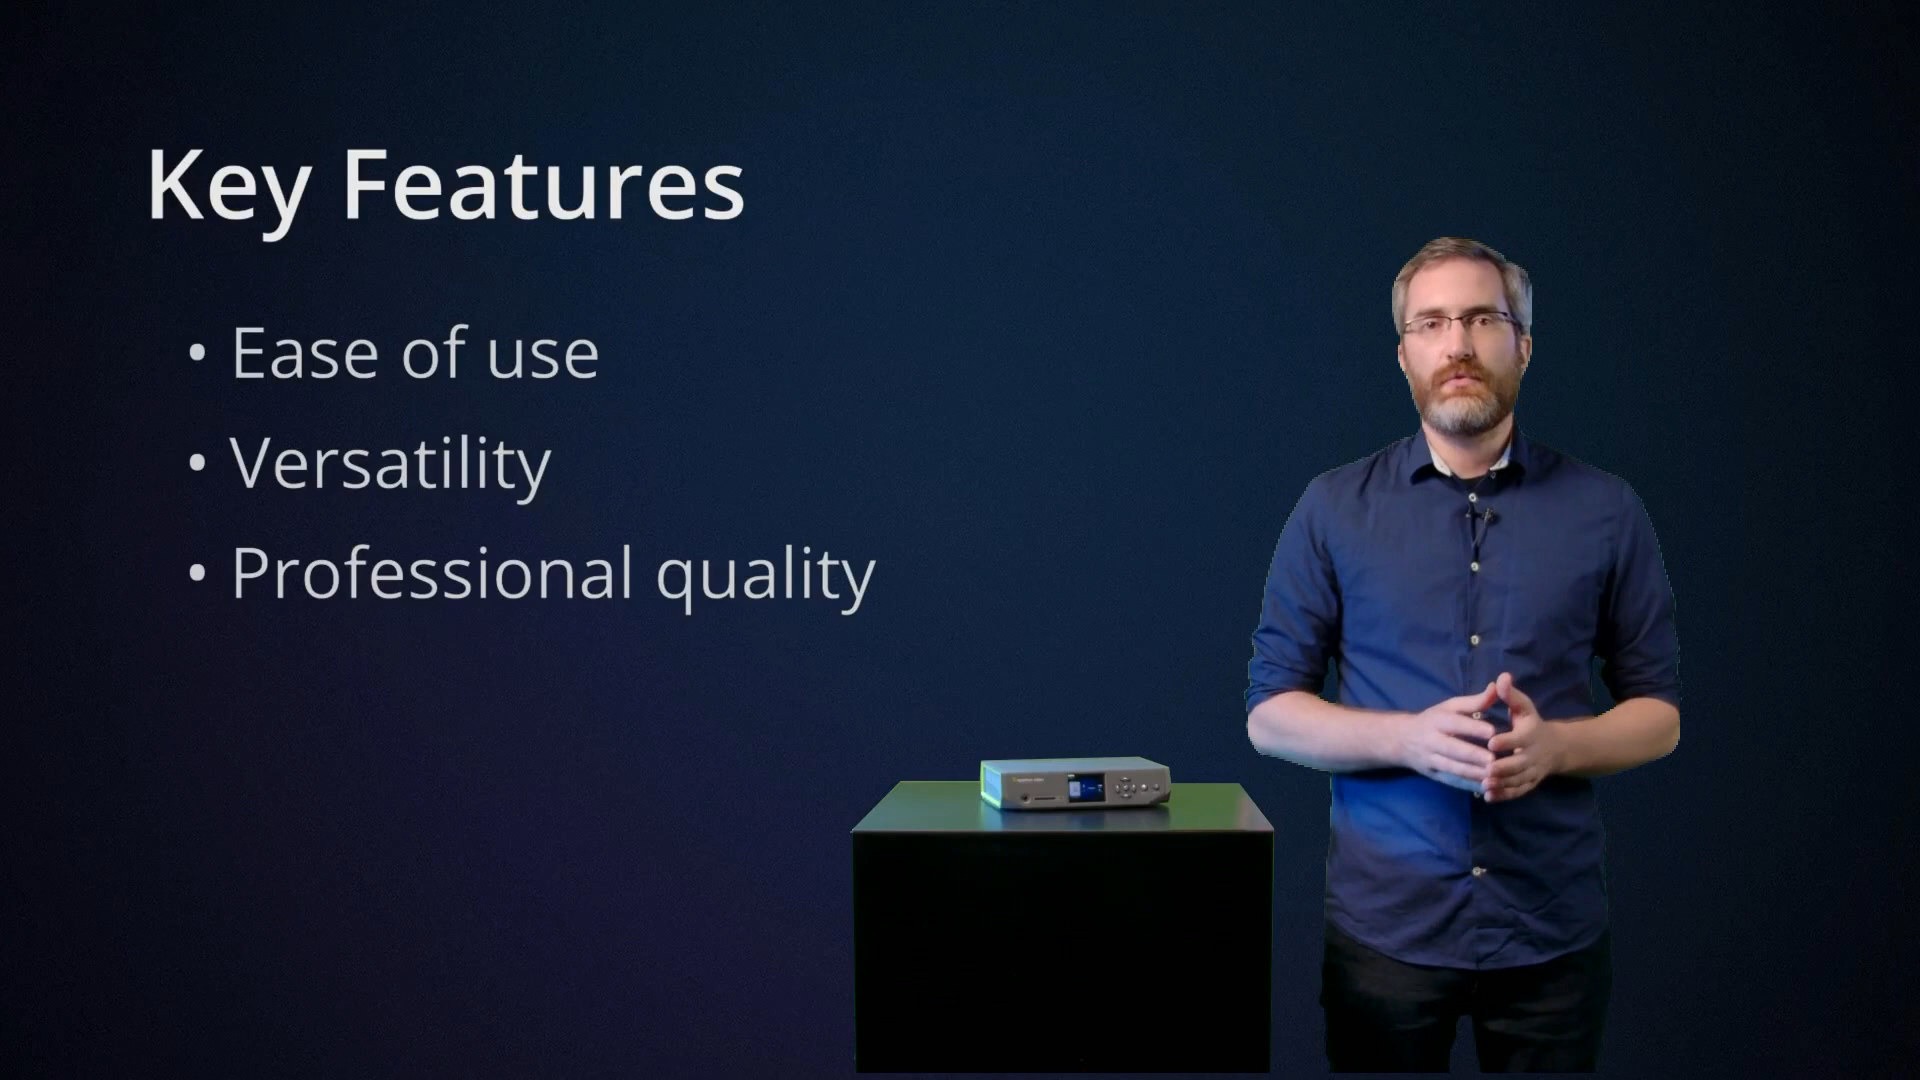 Key Features
• Ease of use
• Versatility
• Professional quality